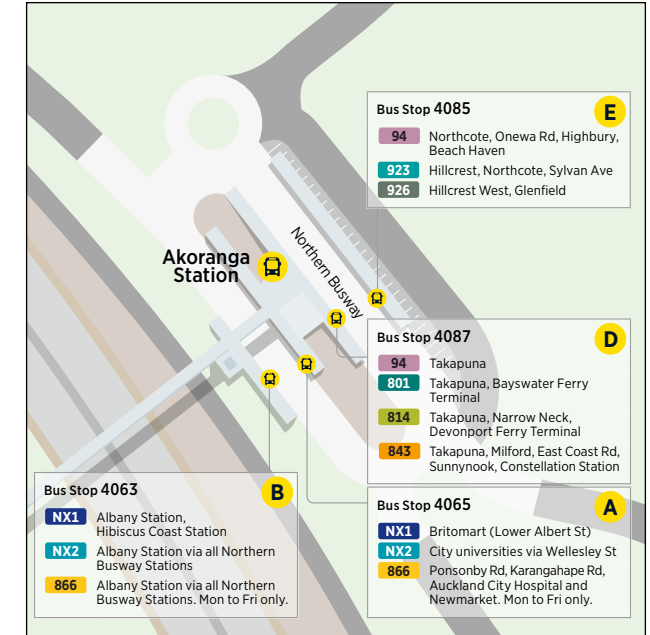 Bus Stop 4085
E
94 Northcote, Onewa Rd, Highbury,
Beach Haven
923 Hillcrest, Northcote, Sylvan Ave
926 Hillcrest West, Glenfield
Akoranga
Station
Northern Busway
Bus Stop 4087
D
94 Takapuna
801 Takapuna, Bayswater Ferry
Terminal
814 Takapuna, Narrow Neck,
Devonport Ferry Terminal
843 Takapuna, Milford, East Coast Rd,
Sunnynook, Constellation Station
Bus Stop 4063
B
NX1 Albany Station,
Hibiscus Coast Station
NX2 Albany Station via all Northern
Busway Stations
866 Albany Station via all Northern
Busway Stations. Mon to Fri only.
Bus Stop 4065
A
NX1 Britomart (Lower Albert St)
NX2 City universities via Wellesley St
866 Ponsonby Rd, Karangahape Rd,
Auckland City Hospital and
Newmarket. Mon to Fri only.